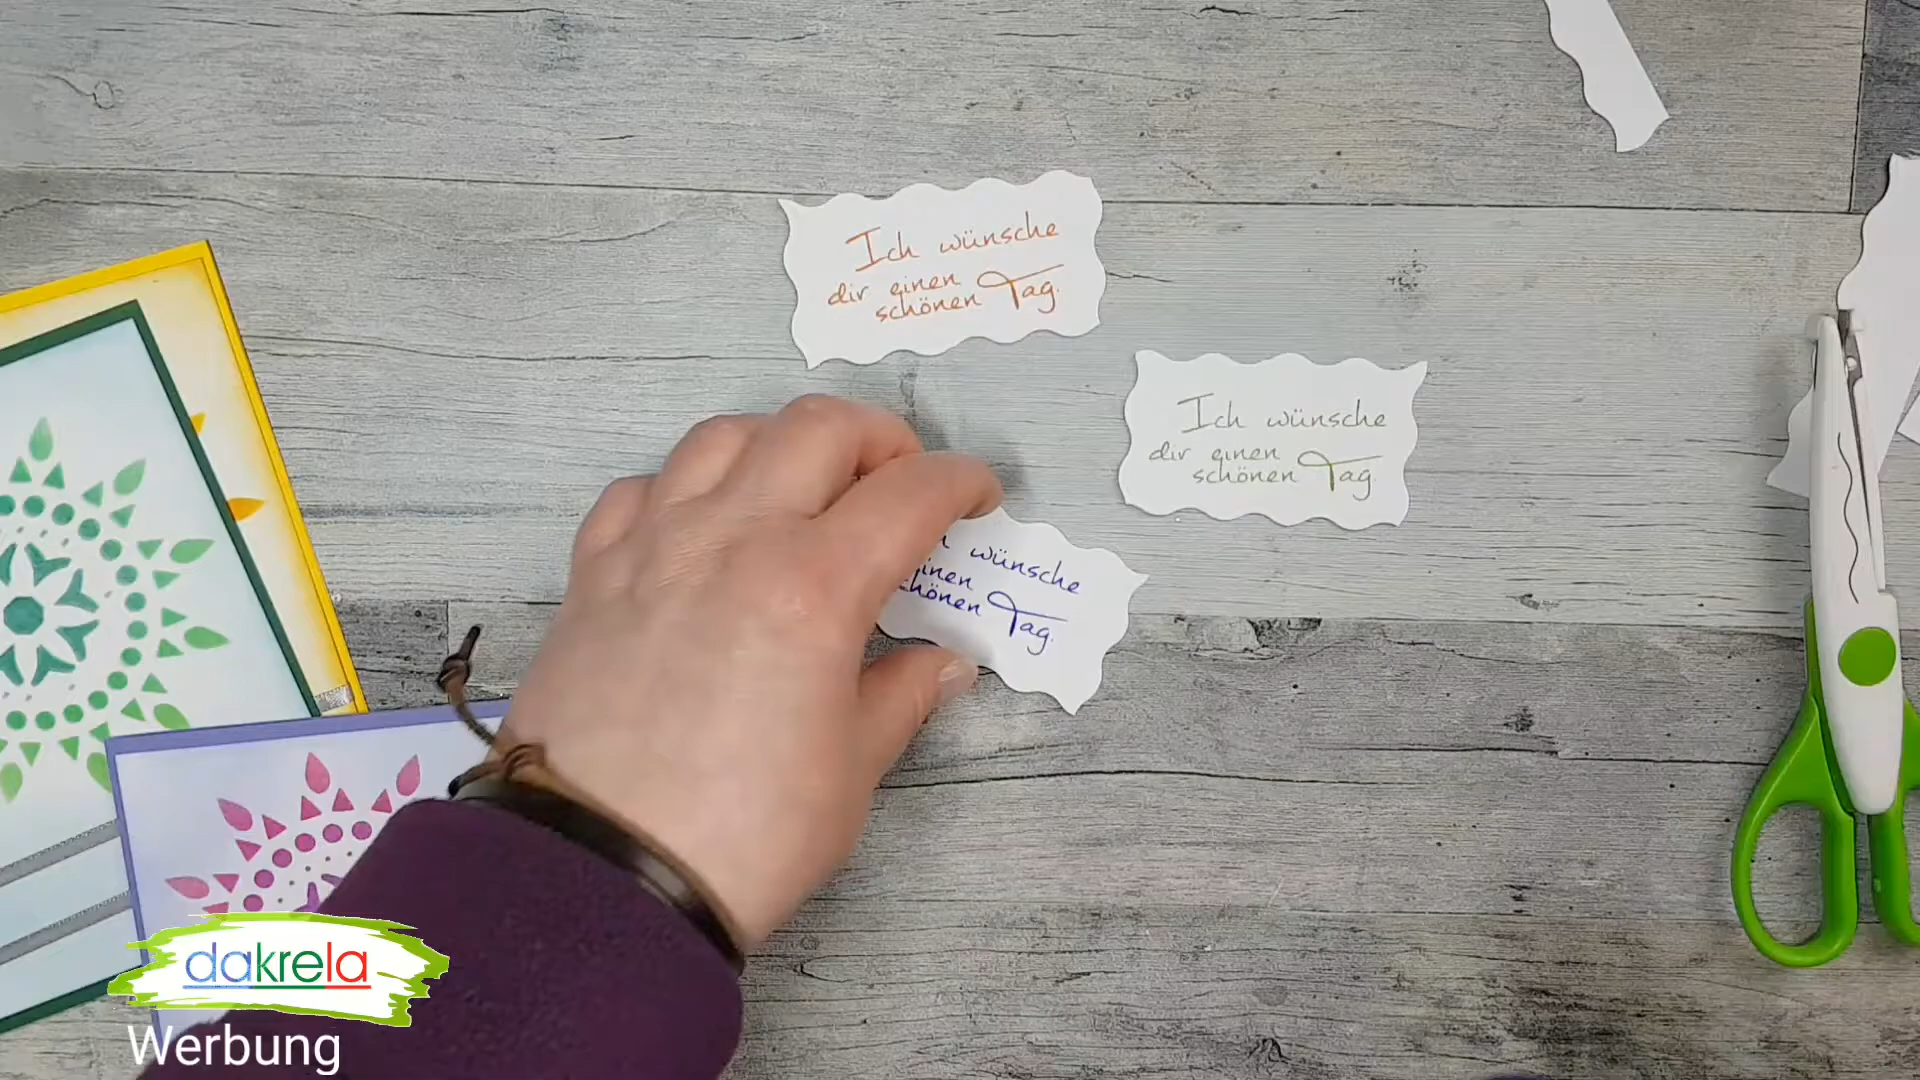 Ich wünsche
dir einen
schönen Tag.
Ich wünsche
dir einen
schönen Tag
wünsche
schönen Tag.
dakrela
Werbung